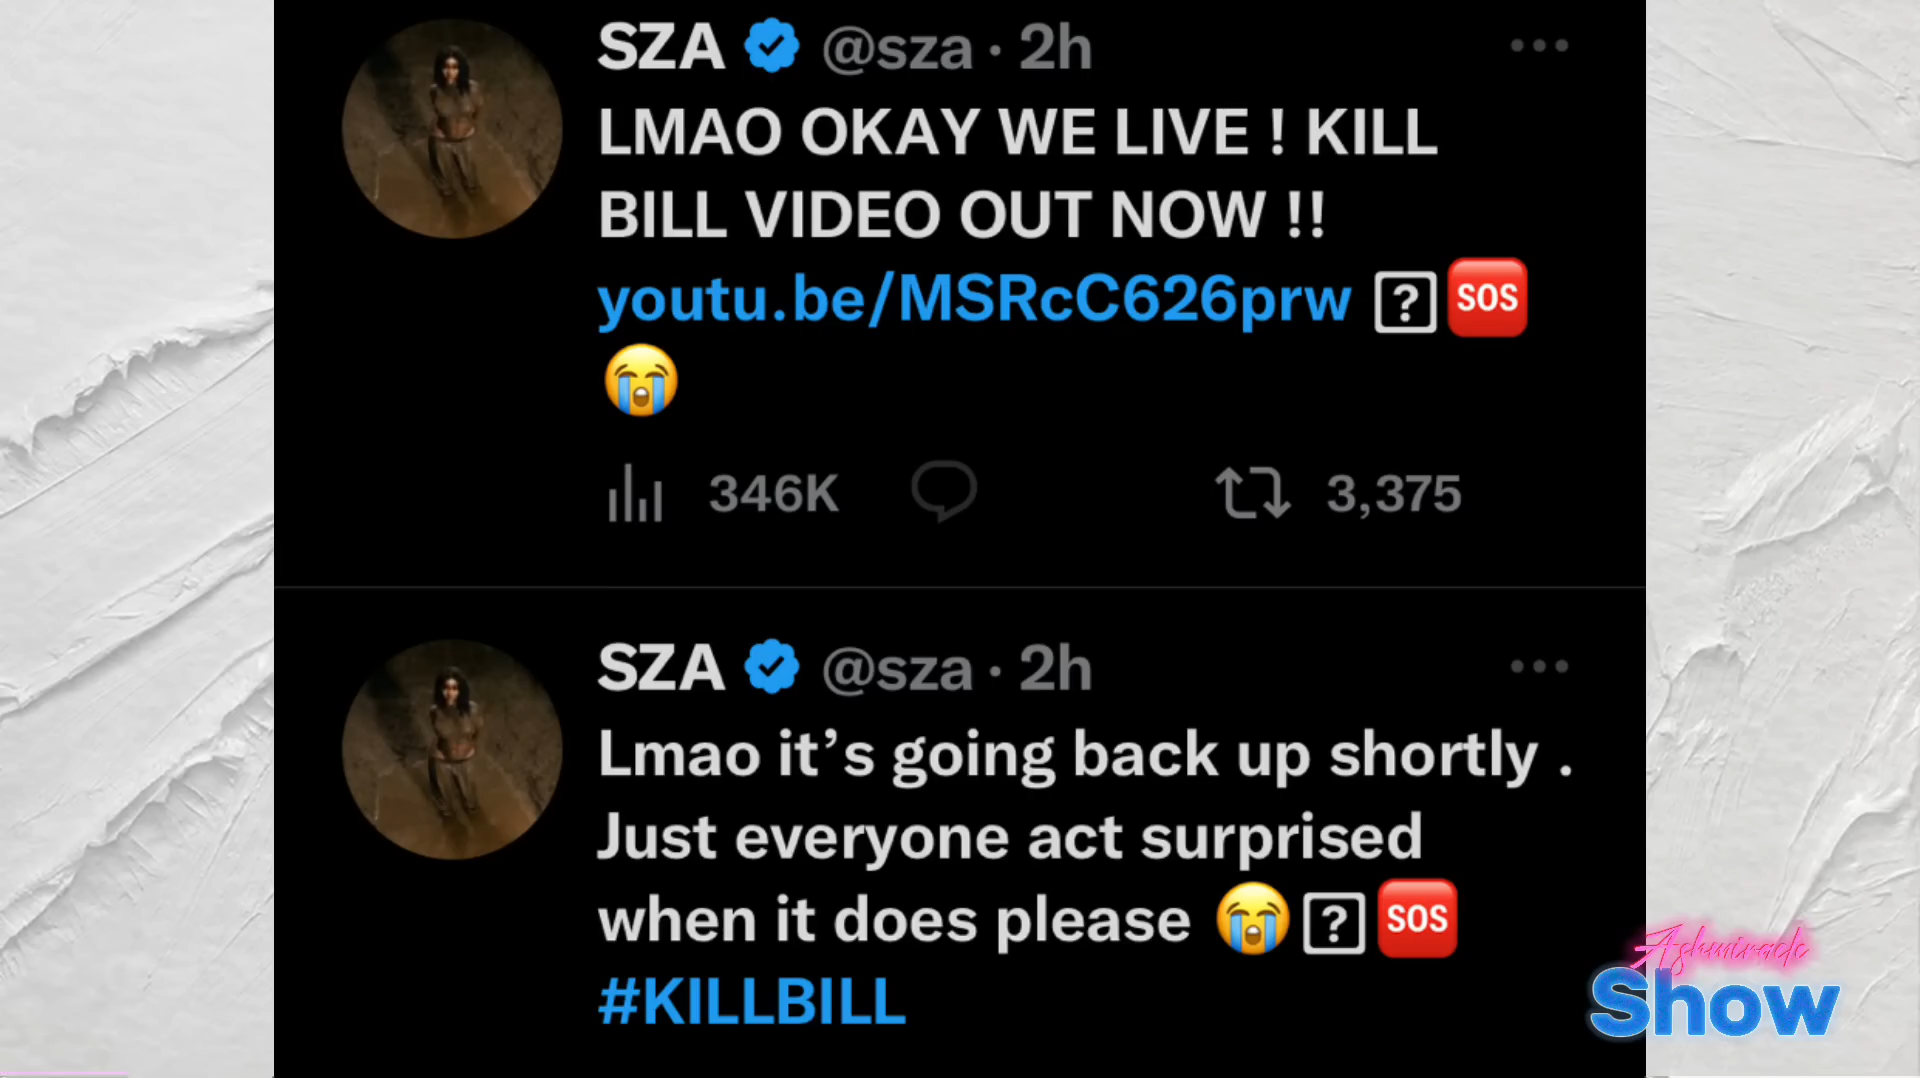 SZA @sza · 2h
LMAO OKAY WE LIVE ! KILL
BILL VIDEO OUT NOW !!
youtu.be/MSRcC626prw ? SOS
😭
346K 3,375
SZA @sza · 2h
Lmao it’s going back up shortly .
Just everyone act surprised
when it does please 😭 ? SOS
#KILLBILL
Ashmiracle
Show